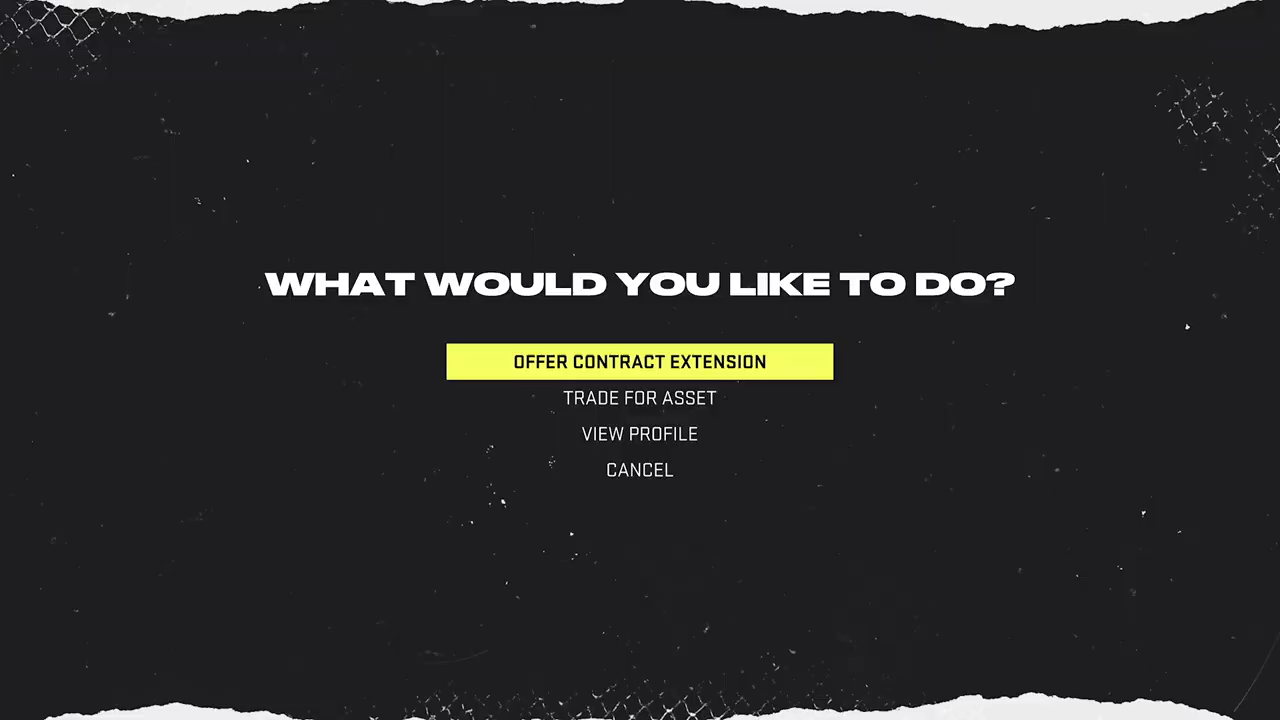 WHAT WOULD YOU LIKE TO DO?
OFFER CONTRACT EXTENSION
TRADE FOR ASSET
VIEW PROFILE
CANCEL